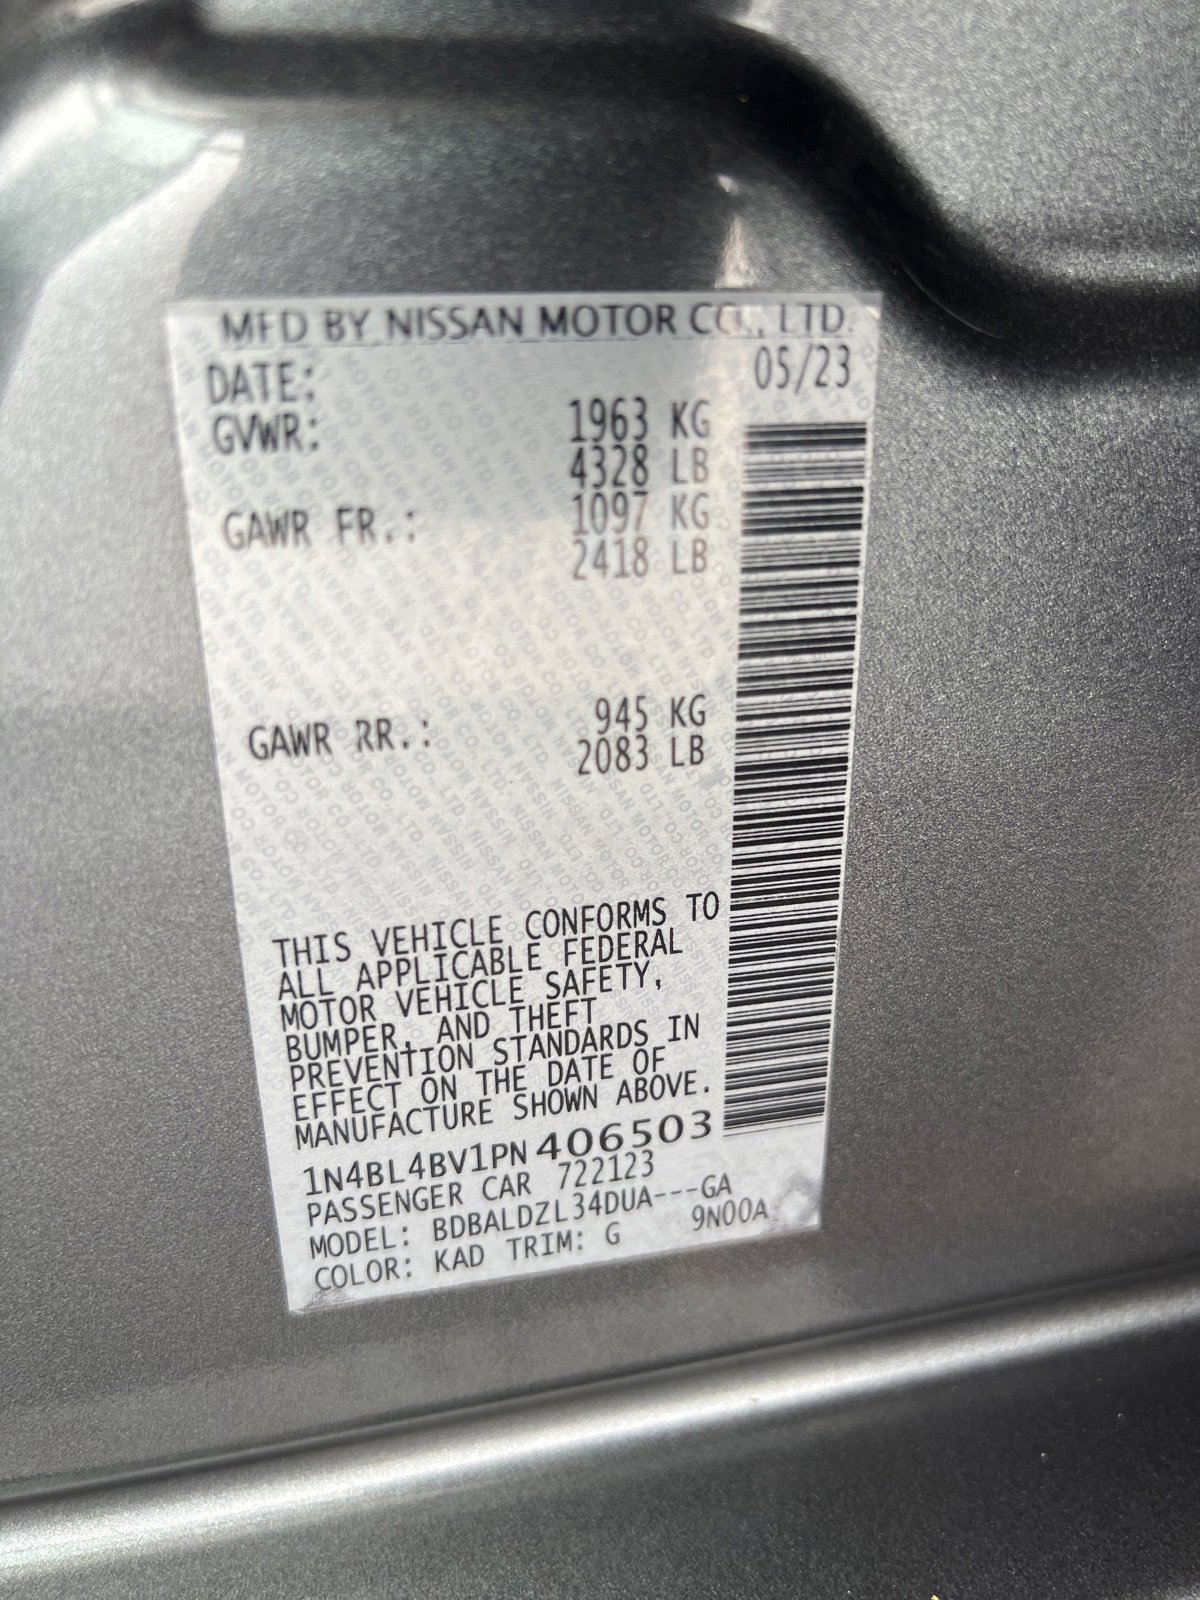 MFD BY NISSAN MOTOR CO., LTD.
DATE: 05/23
GVWR: 1963 KG
4328 LB
GAWR FR.: 1097 KG
2418 LB
GAWR RR.: 945 KG
2083 LB
THIS VEHICLE CONFORMS TO
ALL APPLICABLE FEDERAL
MOTOR VEHICLE SAFETY,
BUMPER, AND THEFT
PREVENTION STANDARDS IN
EFFECT ON THE DATE OF
MANUFACTURE SHOWN ABOVE.
1N4BL4BV1PN406503
PASSENGER CAR 722123
MODEL: BDBALDZL34DUA---GA
COLOR: KAD TRIM: G 9N00A